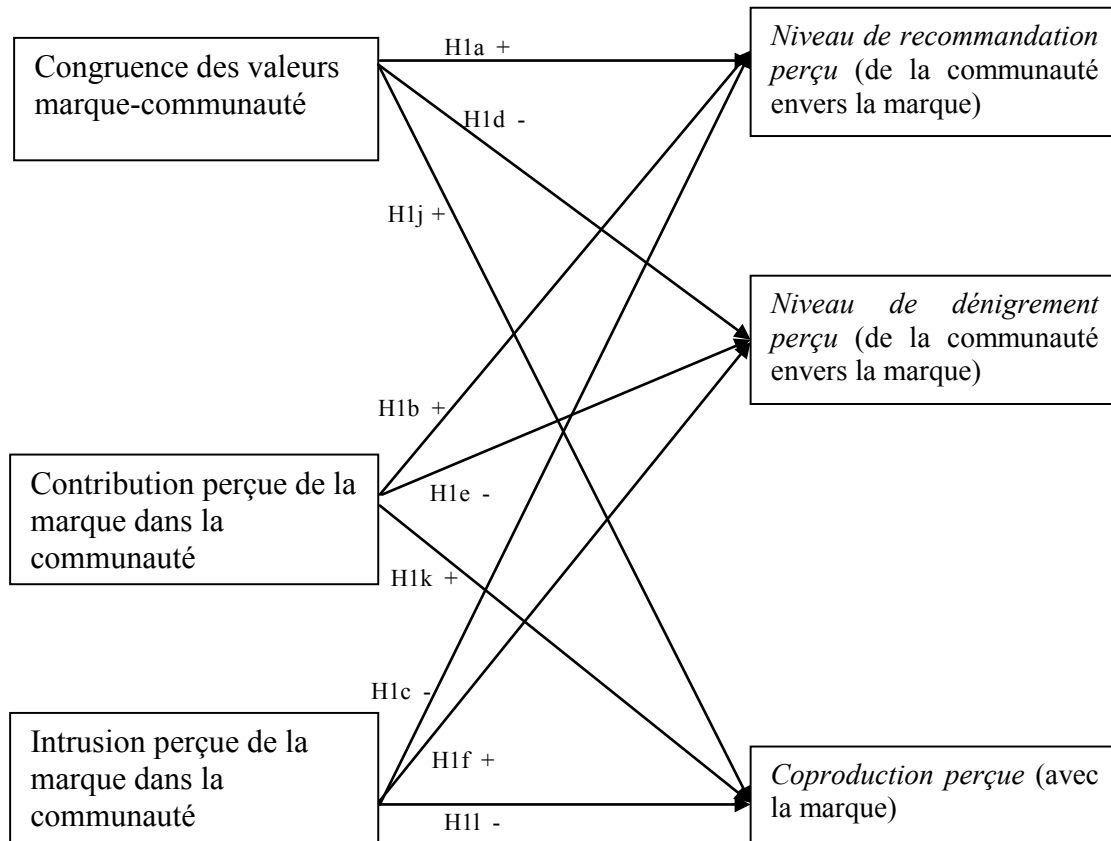 Congruence des valeurs
marque-communauté
H1a +
Niveau de recommandation
perçu (de la communauté
envers la marque)
H1d -
H1j +
Niveau de dénigrement
perçu (de la communauté
envers la marque)
H1b +
Contribution perçue de la
marque dans la
communauté
H1e -
H1k +
H1c -
Intrusion perçue de la
marque dans la
communauté
H1f +
H1l -
Coproduction perçue (avec
la marque)